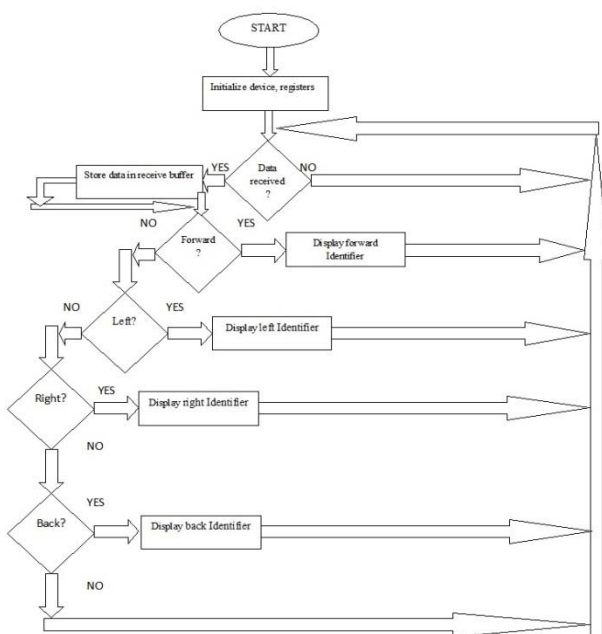 START
Initialize device, registers
YES
Data
received
?
NO
Store data in receive buffer
NO
YES
Forward
?
Display forward
Identifier
NO
YES
Left?
Display left Identifier
Right?
YES
Display right Identifier
NO
YES
Back?
Display back Identifier
NO